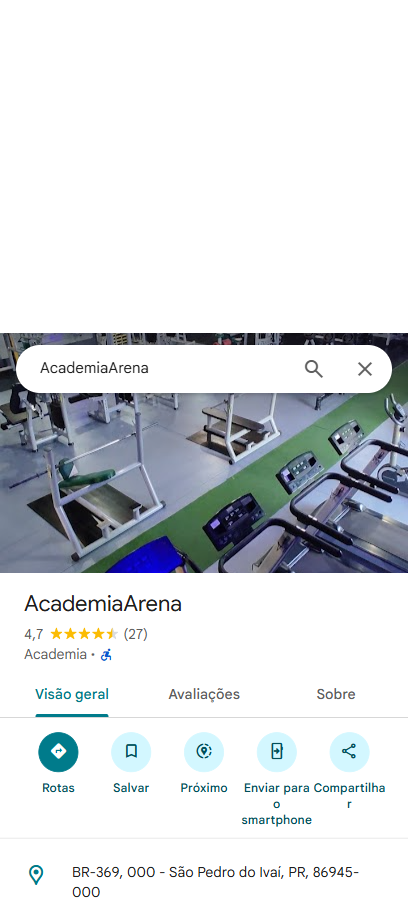 AcademiaArena
AcademiaArena
4,7 (27)
Academia ·
Visão geral Avaliações Sobre
Rotas Salvar Próximo Enviar para o smartphone Compartilhar
BR-369, 000 - São Pedro do Ivaí, PR, 86945-
000